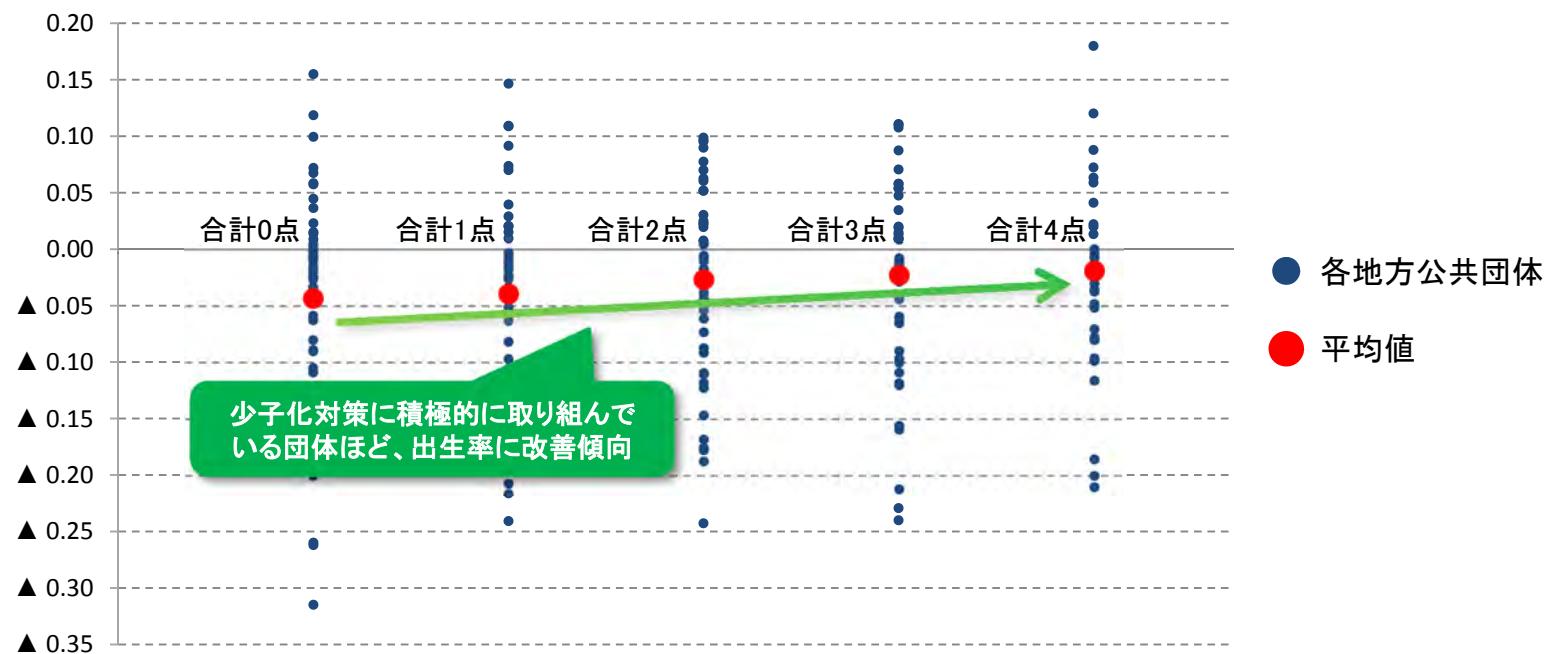 0.20
0.15
0.10
0.05
0.00
▲ 0.05
▲ 0.10
▲ 0.15
▲ 0.20
▲ 0.25
▲ 0.30
▲ 0.35
合計0点
合計1点
合計2点
合計3点
合計4点
少子化対策に積極的に取り組んで
いる団体ほど、出生率に改善傾向
各地方公共団体
平均値